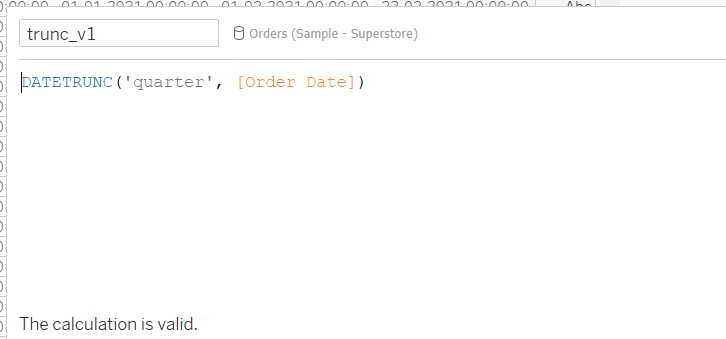 trunc_v1
Orders (Sample - Superstore)
DATETRUNC('quarter', [Order Date])
The calculation is valid.